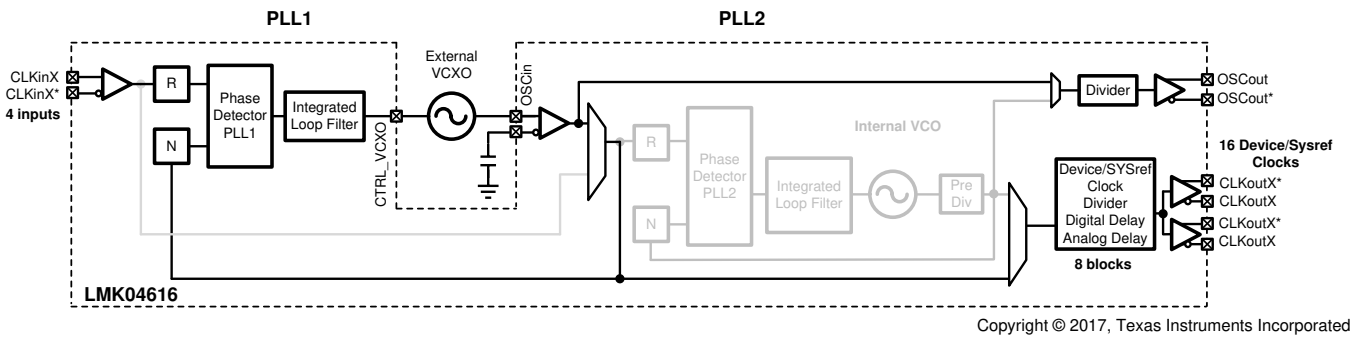 PLL1
PLL2
CLKinX
CLKinX*
4 inputs
R
N
Phase
Detector
PLL1
Integrated
Loop Filter
CTRL_VCXO
External
VCXO
OSCin
R
N
Phase
Detector
PLL2
Integrated
Loop Filter
Internal VCO
Pre
Div
Divider
OSCout
OSCout*
16 Device/Sysref
Clocks
Device/SYSref
Clock
Divider
Digital Delay
Analog Delay
8 blocks
CLKoutX*
CLKoutX
CLKoutX*
CLKoutX
LMK04616
Copyright © 2017, Texas Instruments Incorporated